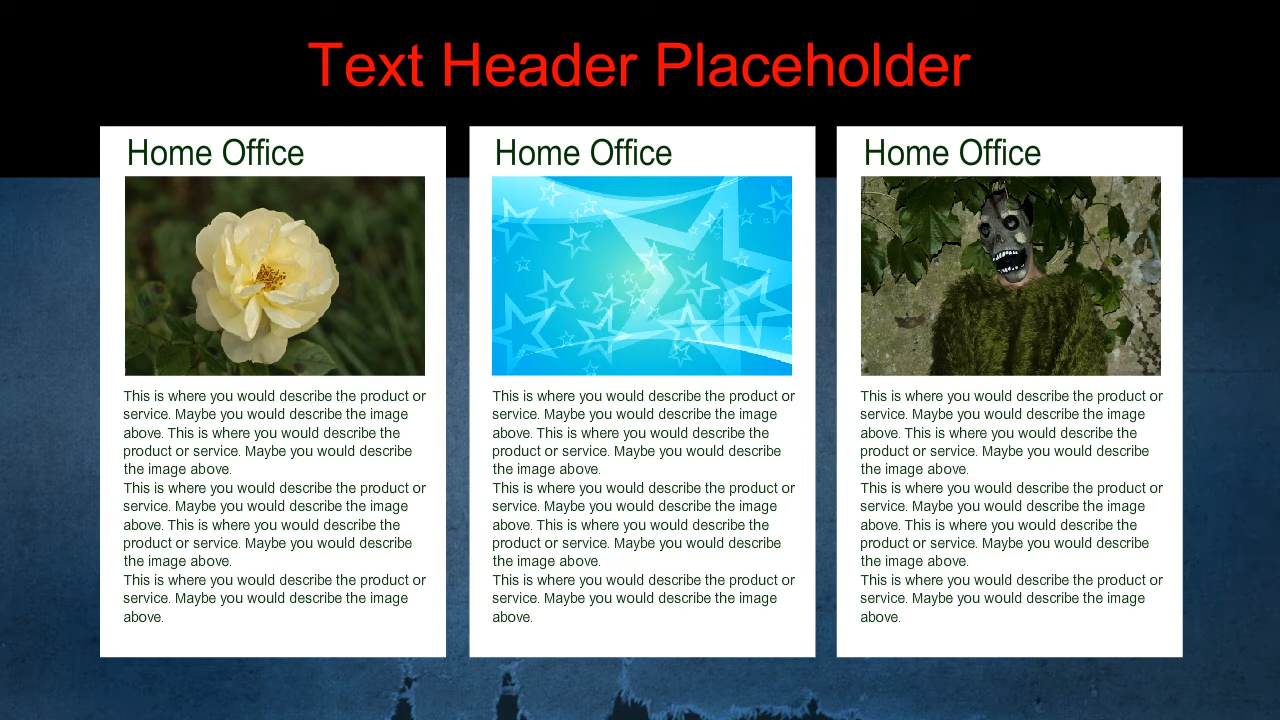 Text Header Placeholder
Home Office
This is where you would describe the product or
service. Maybe you would describe the image
above. This is where you would describe the
product or service. Maybe you would describe
the image above.
This is where you would describe the product or
service. Maybe you would describe the image
above. This is where you would describe the
product or service. Maybe you would describe
the image above.
This is where you would describe the product or
service. Maybe you would describe the image
above.
Home Office
This is where you would describe the product or
service. Maybe you would describe the image
above. This is where you would describe the
product or service. Maybe you would describe
the image above.
This is where you would describe the product or
service. Maybe you would describe the image
above. This is where you would describe the
product or service. Maybe you would describe
the image above.
This is where you would describe the product or
service. Maybe you would describe the image
above.
Home Office
This is where you would describe the product or
service. Maybe you would describe the image
above. This is where you would describe the
product or service. Maybe you would describe
the image above.
This is where you would describe the product or
service. Maybe you would describe the image
above. This is where you would describe the
product or service. Maybe you would describe
the image above.
This is where you would describe the product or
service. Maybe you would describe the image
above.